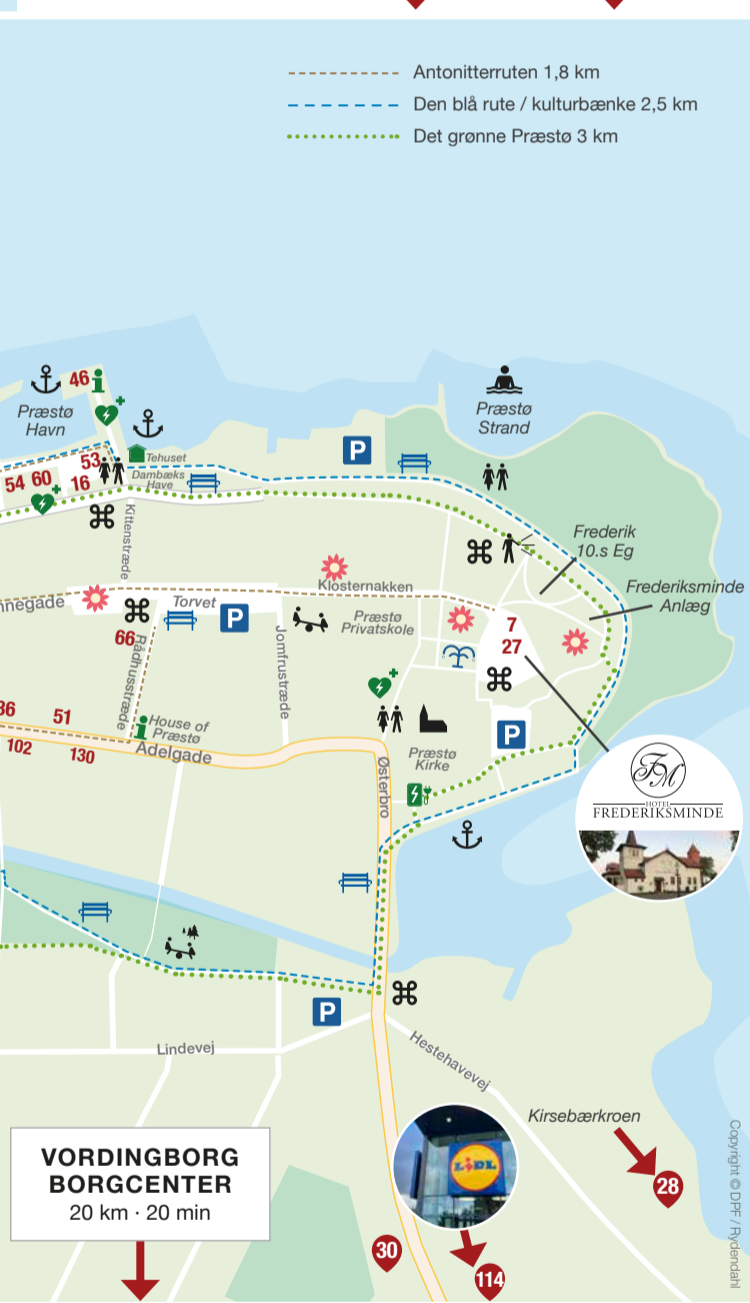 Antonitterruten 1,8 km
Den blå rute / kulturbænke 2,5 km
Det grønne Præstø 3 km
46
Præstø
Havn
Præstø
Strand
P
53
Tehuset
54 60
16
Dambæks
Have
Kittenstræde
Frederik
10.s Eg
Frederiksminde
Anlæg
Klosternakken
nnegade
Torvet
P
Præstø
Privatskole
7
27
66
Rådhusstræde
Jomfrustræde
36
51
House of
Præstø
102
130
Adelgade
P
Præstø
Kirke
Østerbro
FM
HOTEL
FREDERIKSMINDE
P
Lindevej
Hestehavevej
Kirsebærkroen
28
LIDL
VORDINGBORG
BORGCENTER
20 km · 20 min
30
114
Copyright © DPF / Rydendahl